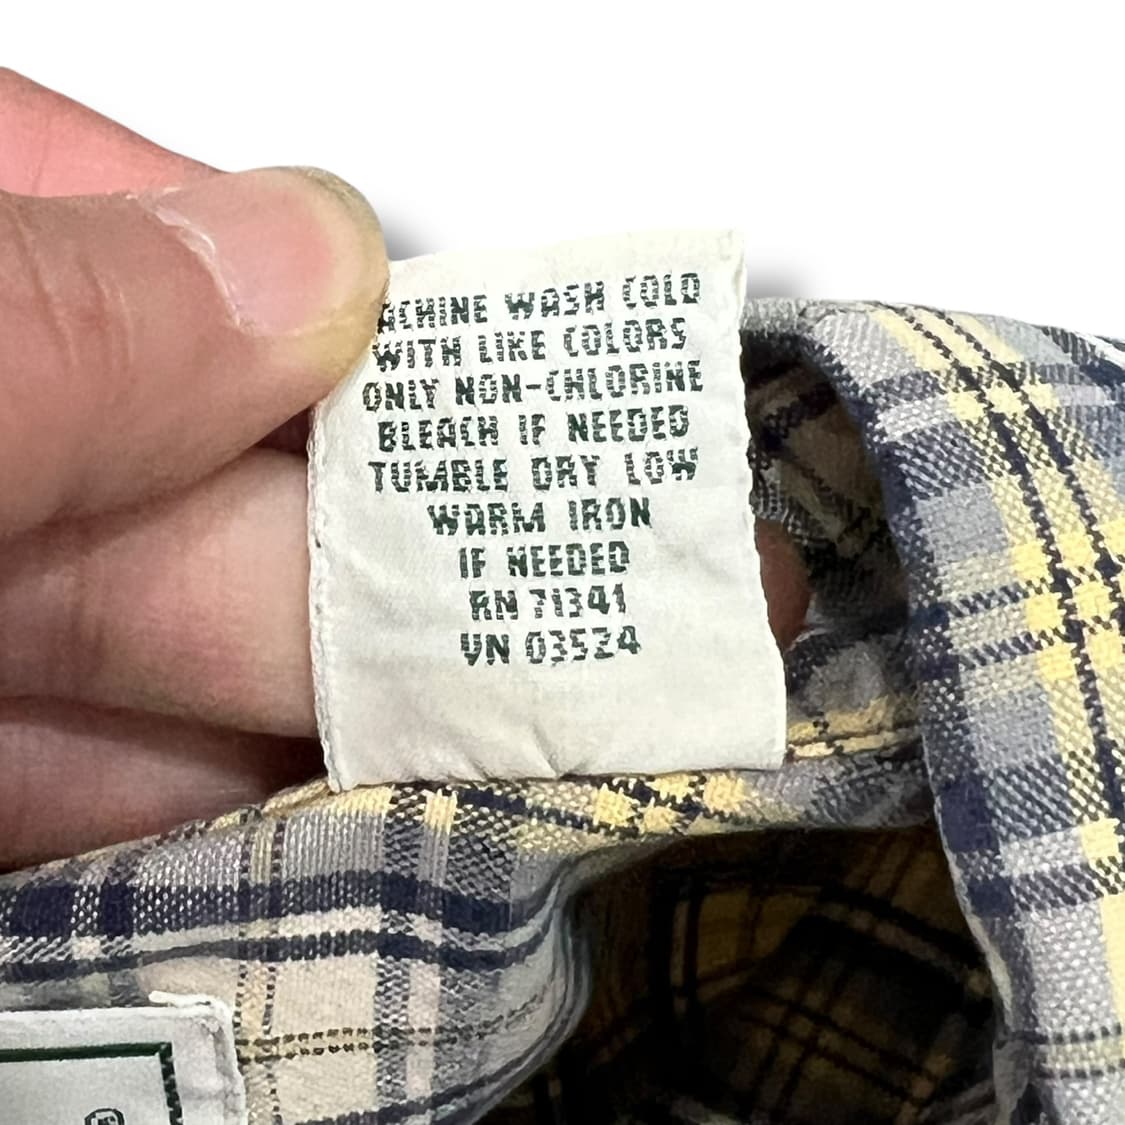 MACHINE WASH COLD
WITH LIKE COLORS
ONLY NON-CHLORINE
BLEACH IF NEEDED
TUMBLE DRY LOW
WARM IRON
IF NEEDED
RN 71341
VN 03524
®